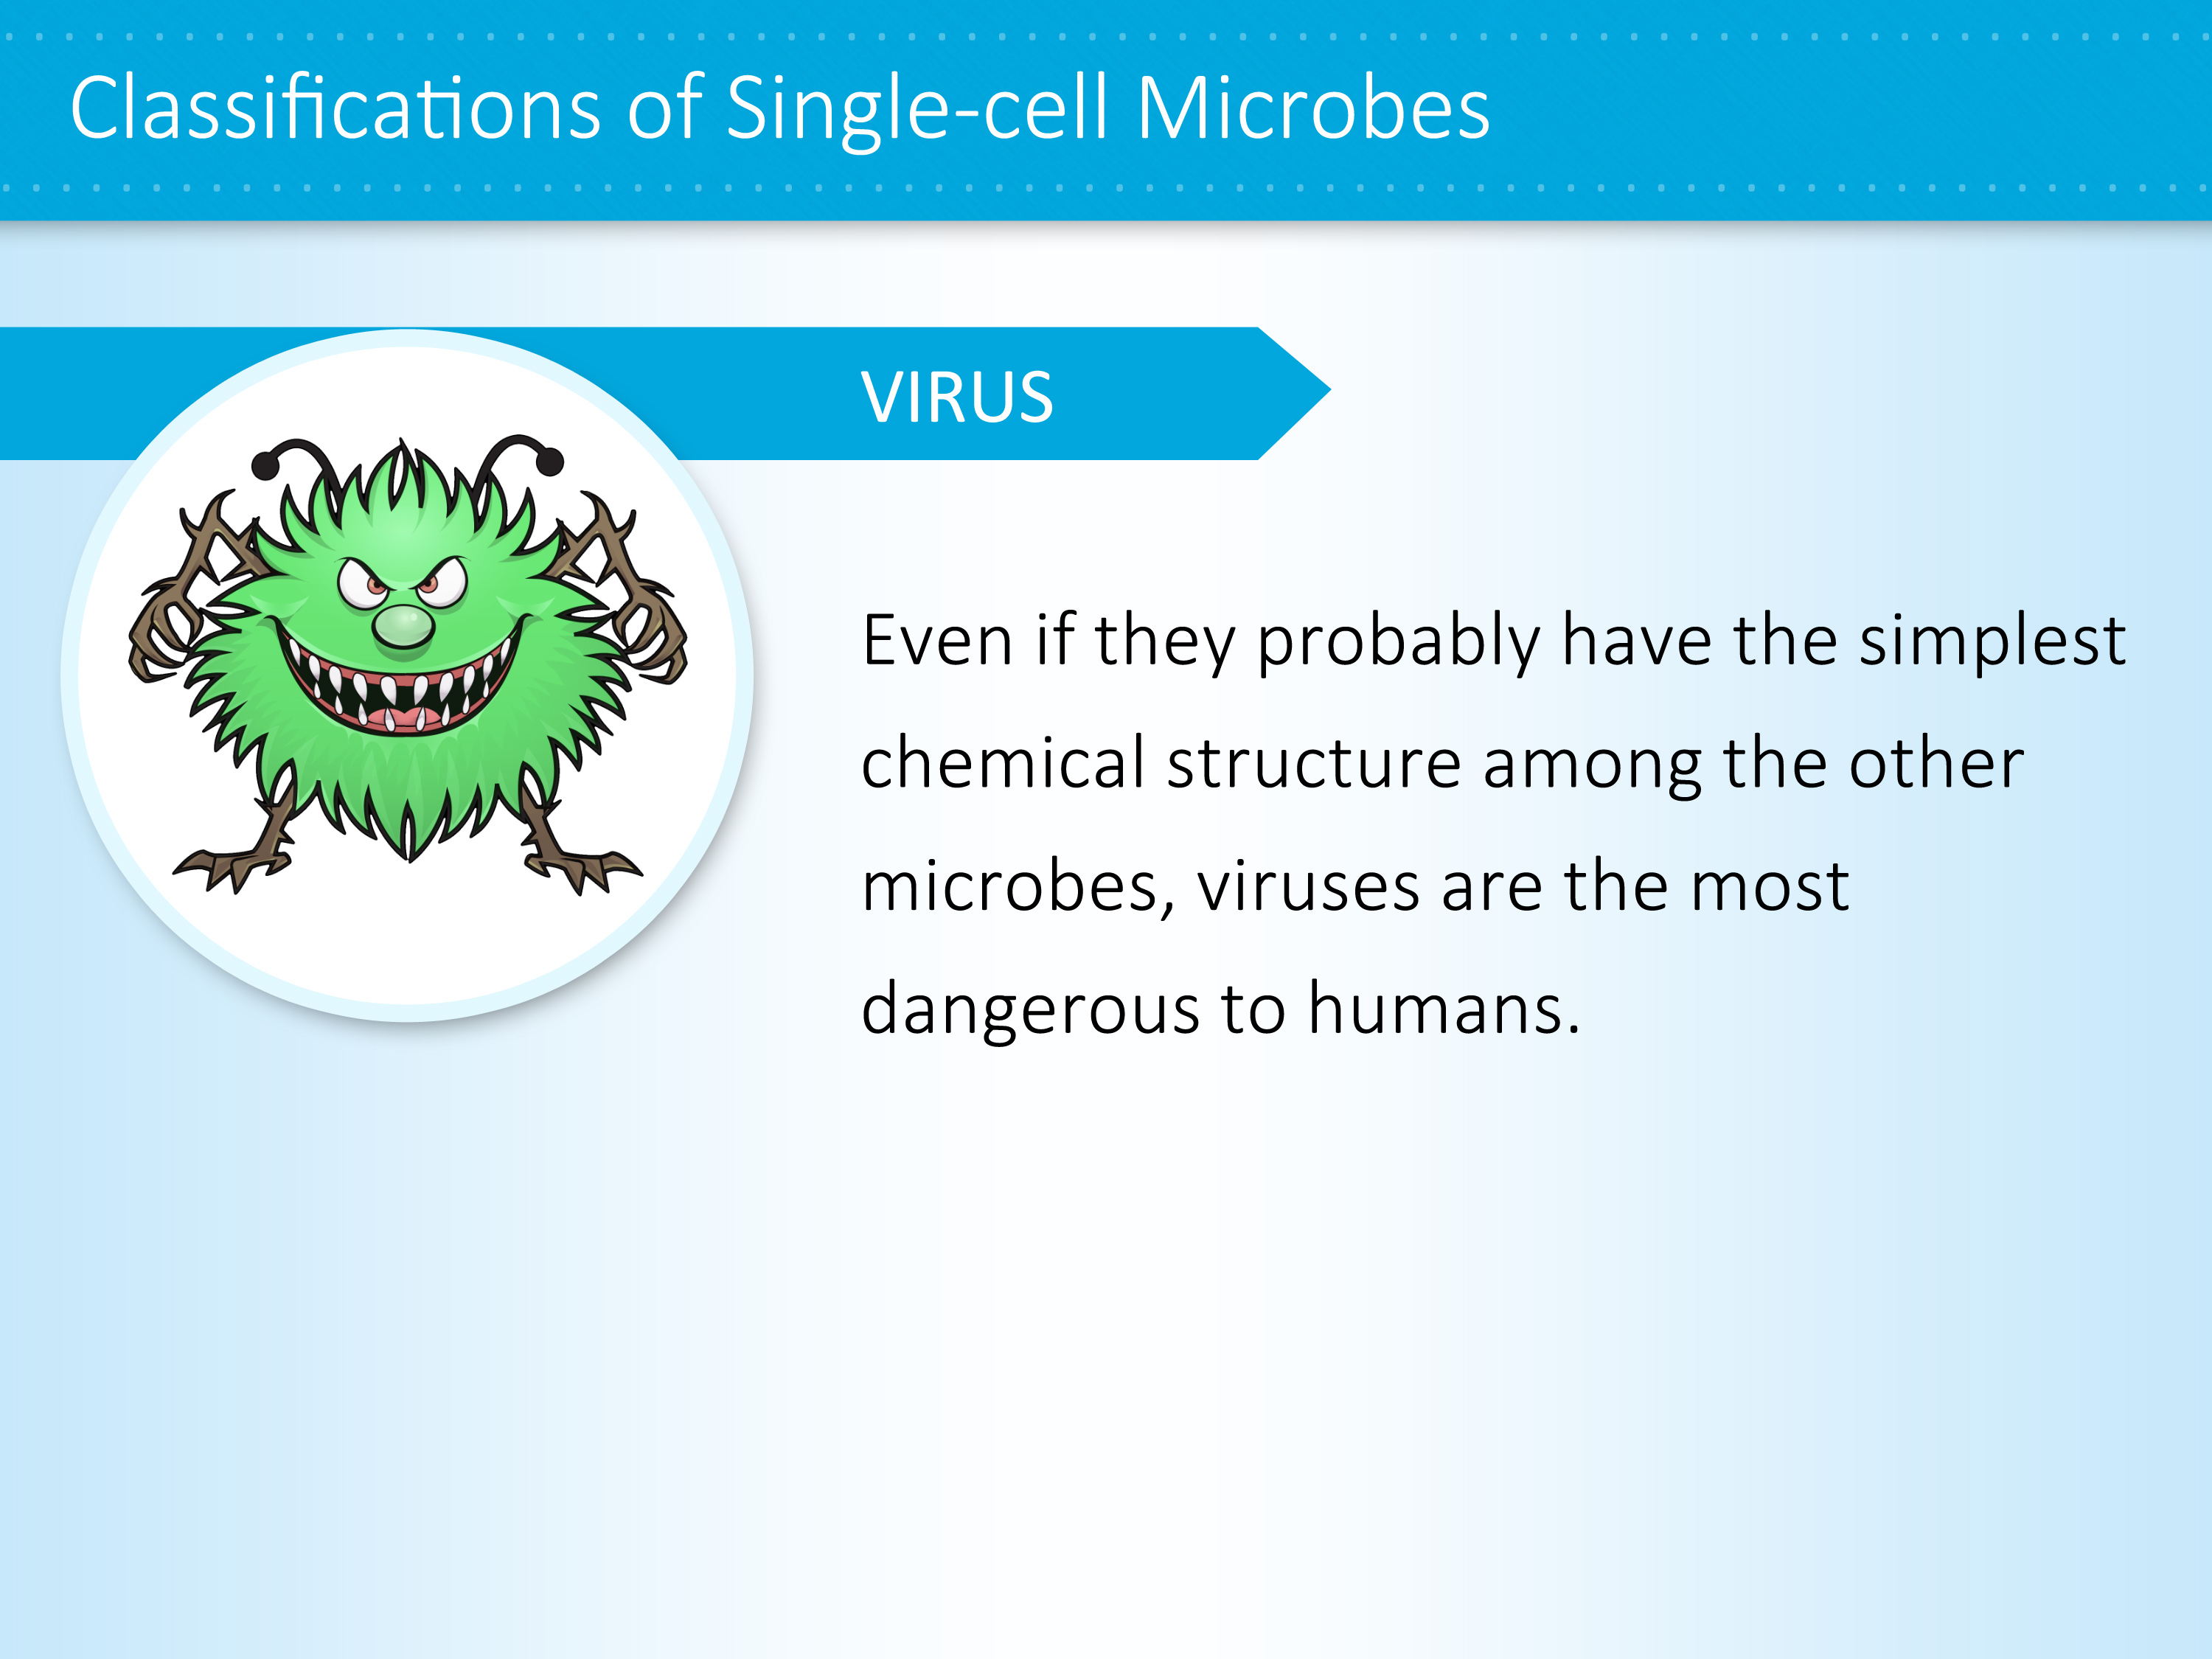 Classifications of Single-cell Microbes
VIRUS
Even if they probably have the simplest
chemical structure among the other
microbes, viruses are the most
dangerous to humans.